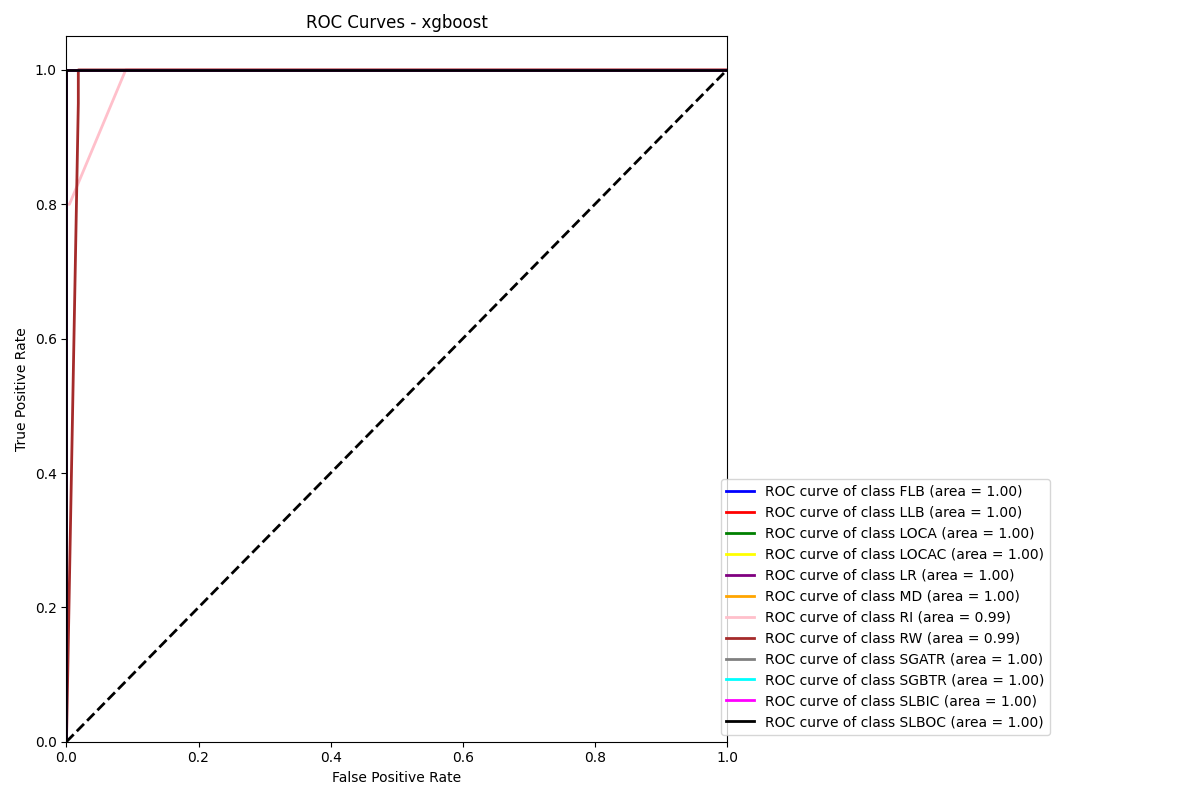 ROC Curves - xgboost
1.0
0.8
0.6
0.4
0.2
0.0
True Positive Rate
0.0 0.2 0.4 0.6 0.8 1.0
False Positive Rate
ROC curve of class FLB (area = 1.00)
ROC curve of class LLB (area = 1.00)
ROC curve of class LOCA (area = 1.00)
ROC curve of class LOCAC (area = 1.00)
ROC curve of class LR (area = 1.00)
ROC curve of class MD (area = 1.00)
ROC curve of class RI (area = 0.99)
ROC curve of class RW (area = 0.99)
ROC curve of class SGATR (area = 1.00)
ROC curve of class SGBTR (area = 1.00)
ROC curve of class SLBIC (area = 1.00)
ROC curve of class SLBOC (area = 1.00)